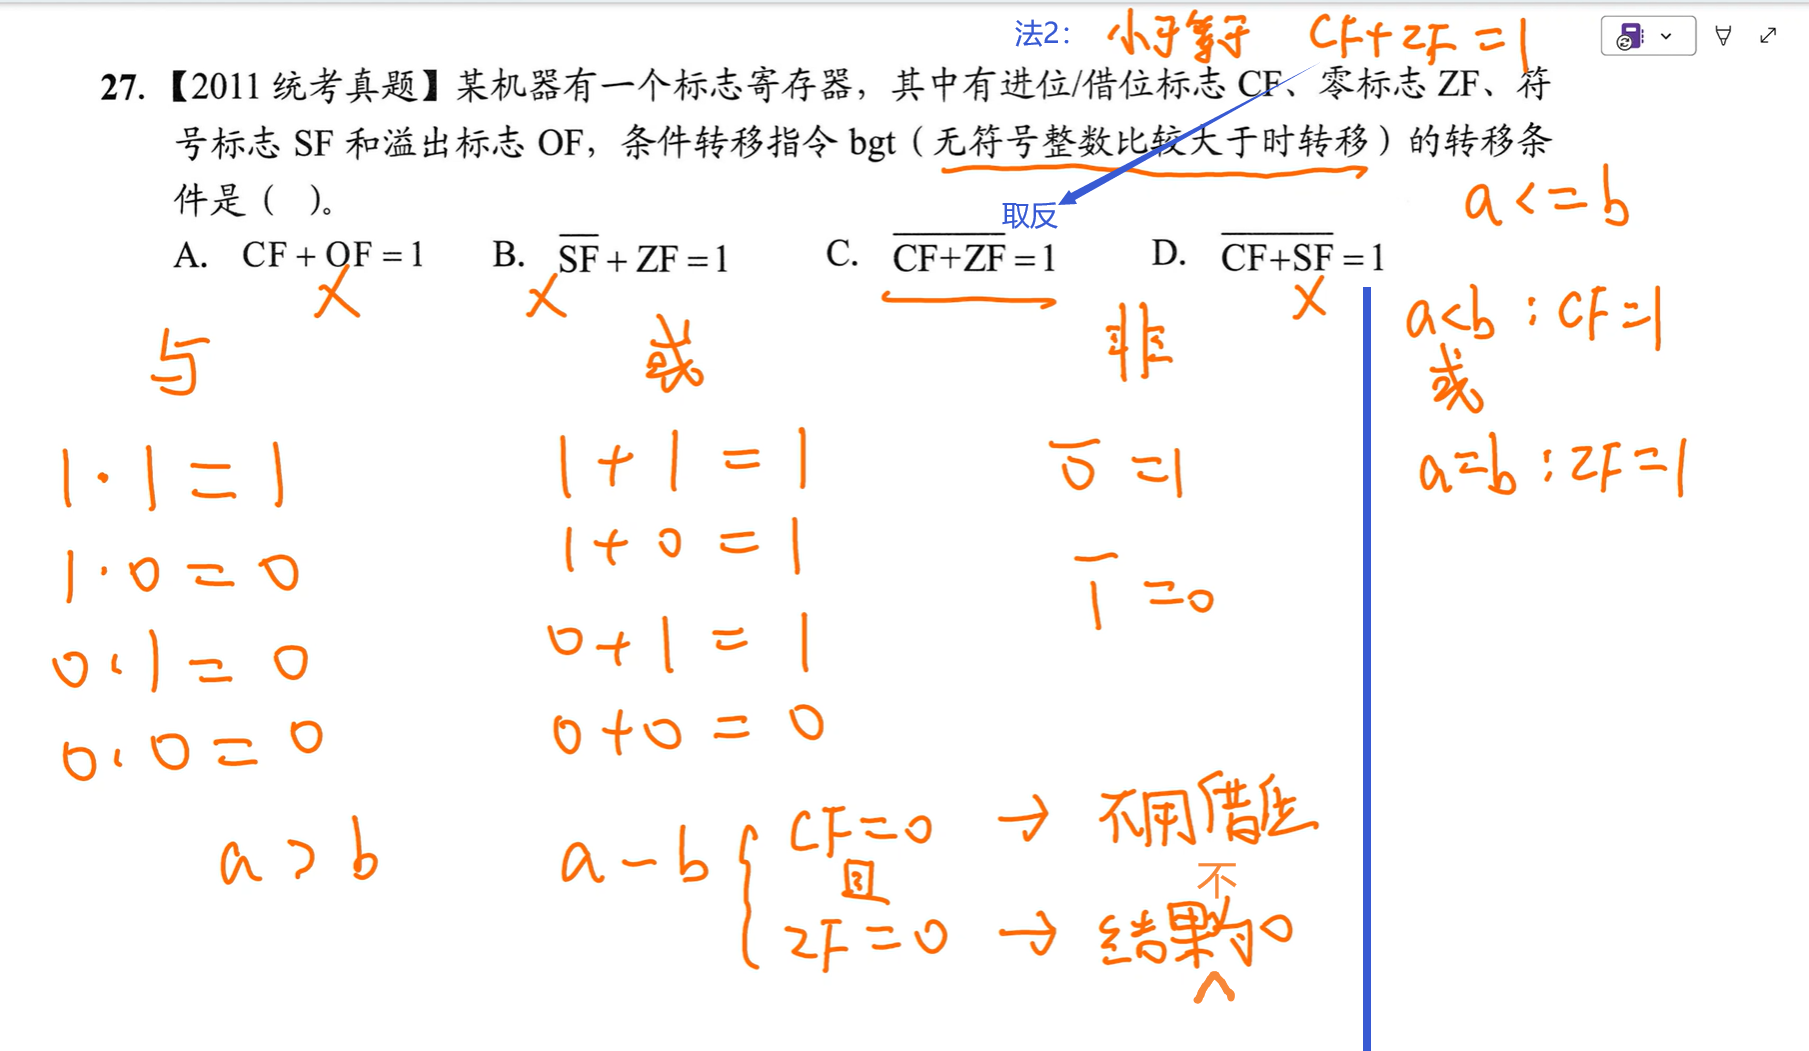 法2： 小于等于 CF+ZF=1
27.【2011 统考真题】某机器有一个标志寄存器，其中有进位/借位标志 CF、零标志 ZF、符
号标志 SF 和溢出标志 OF，条件转移指令 bgt（无符号整数比较大于时转移）的转移条
件是（ ）。
取反
A. CF + OF = 1 B. \overline{SF} + ZF = 1 C. \overline{CF+ZF} = 1 D. \overline{CF+SF} = 1
X X X
与 或 非
1·1=1 1+1=1 \overline{0}=1
1·0=0 1+0=1 \overline{1}=0
0·1=0 0+1=1
0·0=0 0+0=0
a>b a-b { CF=0 → 不用借位
且
ZF=0 → 结果不为0
a<=b
a<b：CF=1
或
a=b：ZF=1